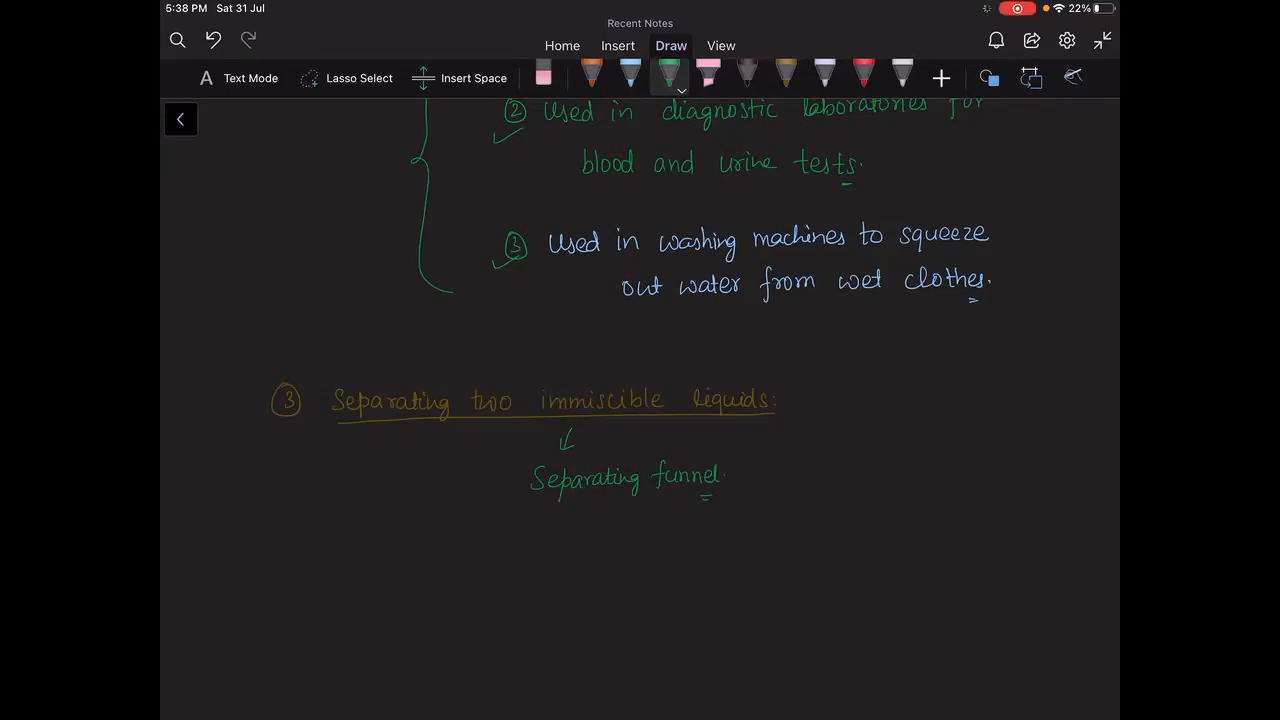 5:38 PM Sat 31 Jul
22%
Recent Notes
Home Insert Draw View
Text Mode Lasso Select Insert Space
② Used in diagnostic laboratories for
blood and urine tests.
③ Used in washing machines to squeeze
out water from wet clothes.
③ Separating two immiscible liquids:
Separating funnel.